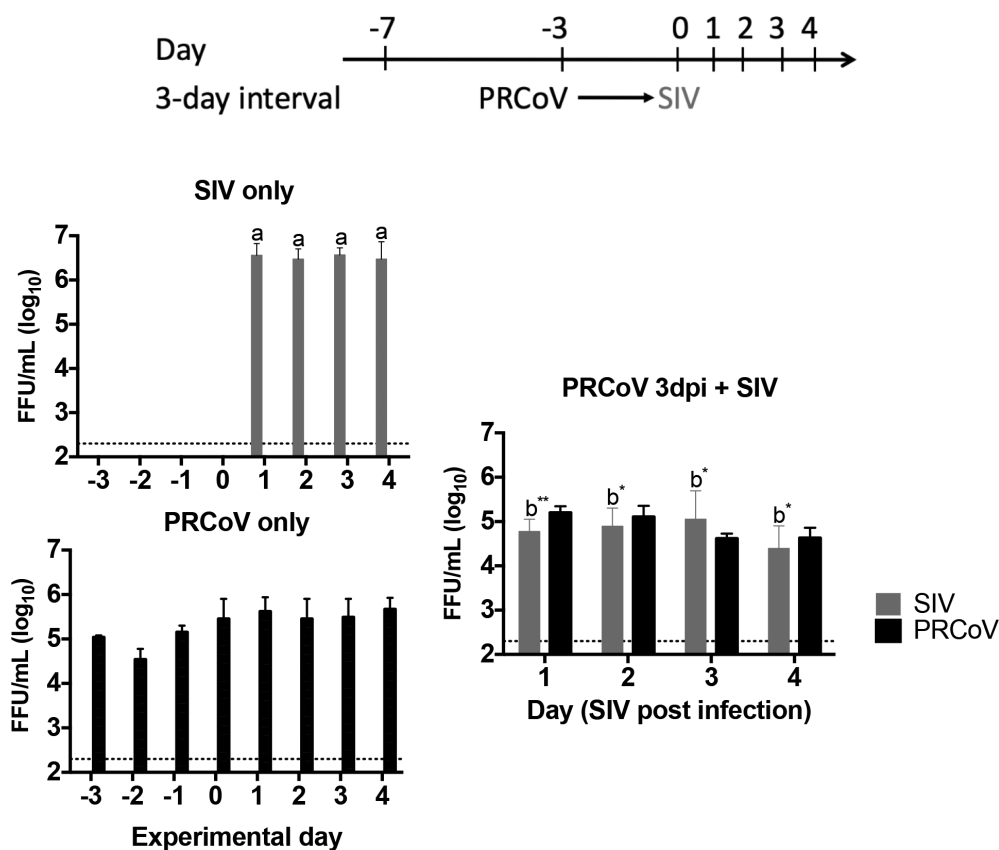 Day -7 -3 0 1 2 3 4
3-day interval PRCoV SIV
SIV only
FFU/mL (log10)
7
6
5
4
3
2
a a a a
-3 -2 -1 0 1 2 3 4
PRCoV only
FFU/mL (log10)
7
6
5
4
3
2
-3 -2 -1 0 1 2 3 4
Experimental day
PRCoV 3dpi + SIV
FFU/mL (log10)
7
6
5
4
3
2
b** b* b* b*
1 2 3 4
Day (SIV post infection)
SIV
PRCoV